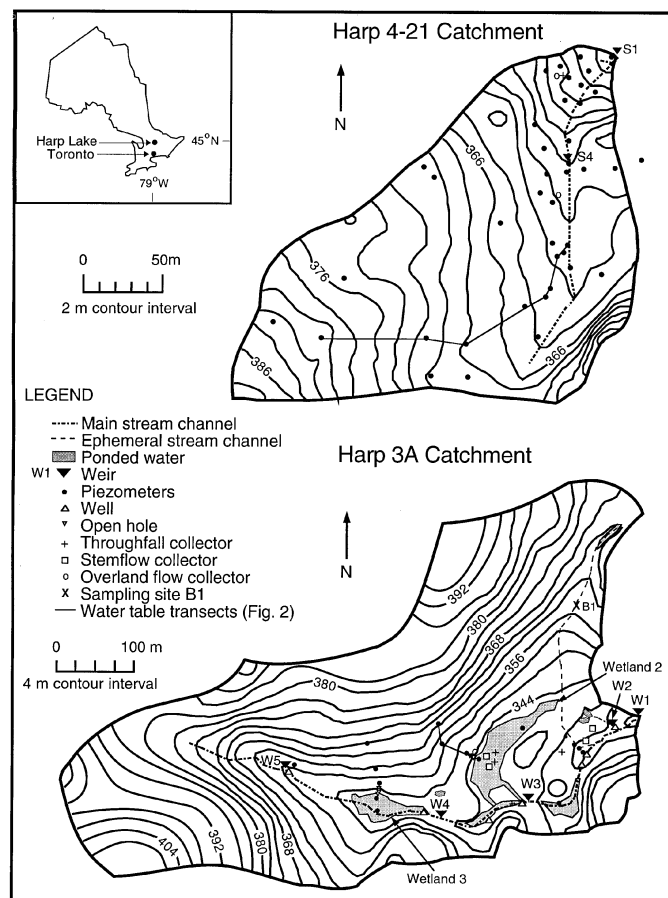 Harp 4-21 Catchment
S1
N
Harp Lake
Toronto
45°N
79°W
S4
366
376
386
366
0 50m
2 m contour interval
LEGEND
Main stream channel
Ephemeral stream channel
Ponded water
W1 Weir
Piezometers
Well
Open hole
Throughfall collector
Stemflow collector
Overland flow collector
X Sampling site B1
Water table transects (Fig. 2)
0 100 m
4 m contour interval
Harp 3A Catchment
N
392
380
368
356
344
380
X B1
Wetland 2
W2
W1
W5
W4
W3
Wetland 3
404
392
380
368